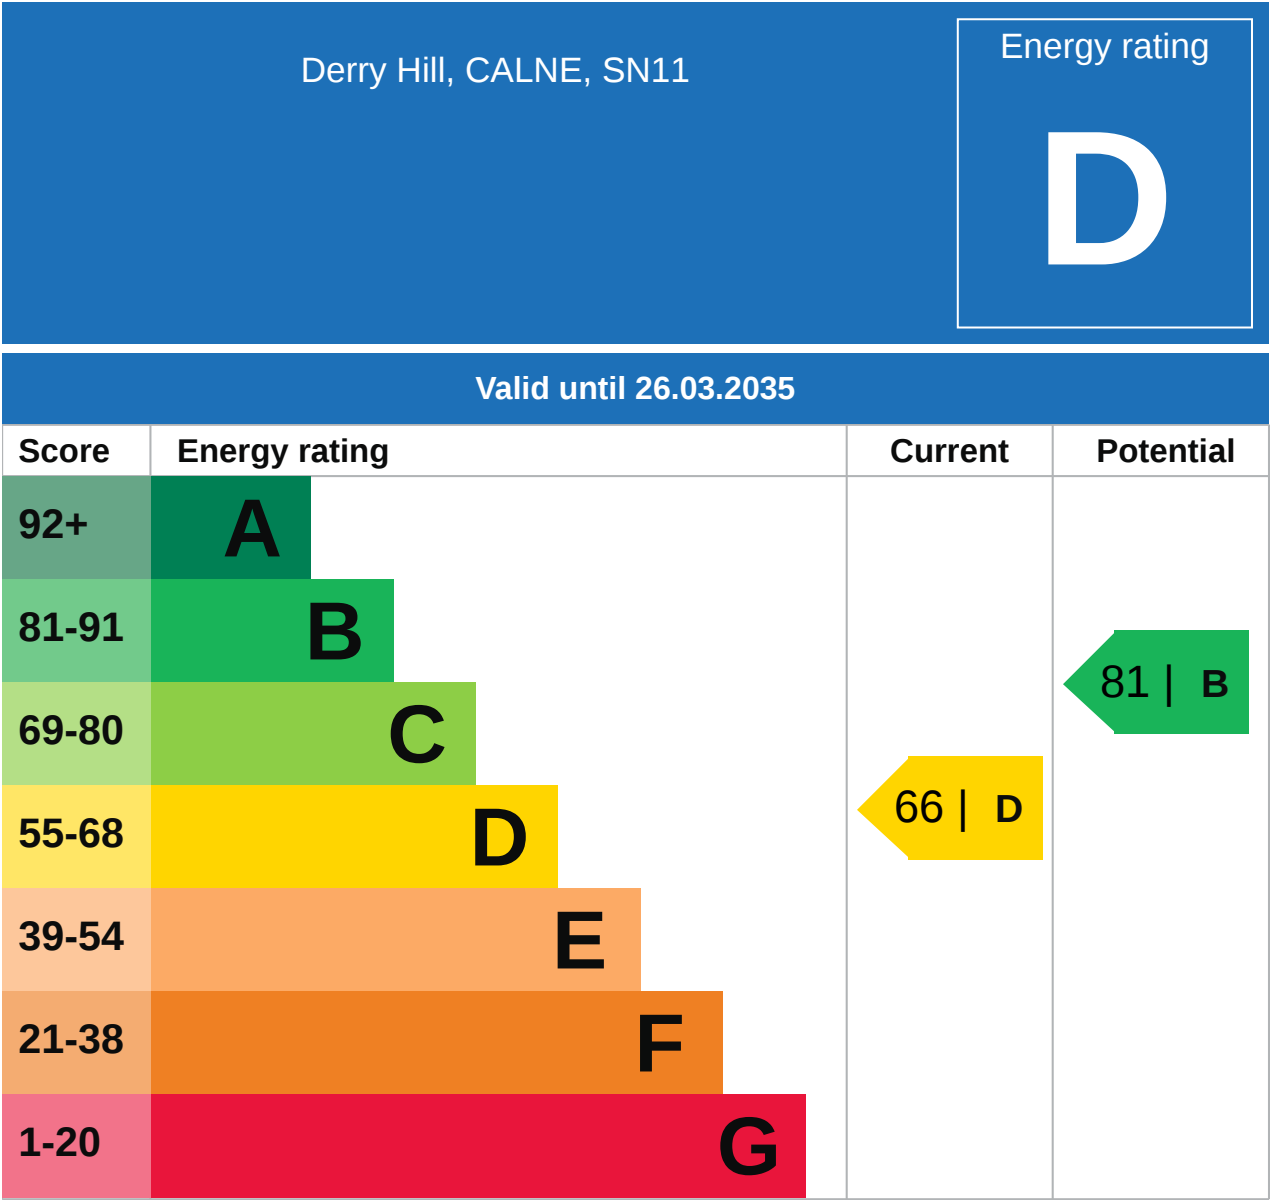 Derry Hill, CALNE, SN11
Energy rating
D
Valid until 26.03.2035
Score Energy rating Current Potential
92+ A
81-91 B
81 | B
69-80 C
55-68 D
66 | D
39-54 E
21-38 F
1-20 G